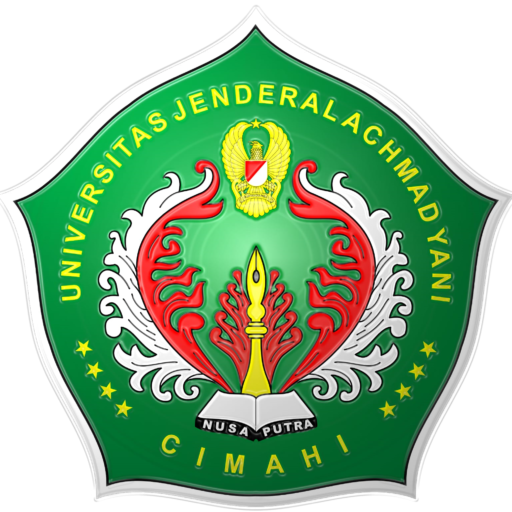 UNIVERSITAS JENDERAL ACHMAD YANI
NUSA PUTRA
CIMAHI